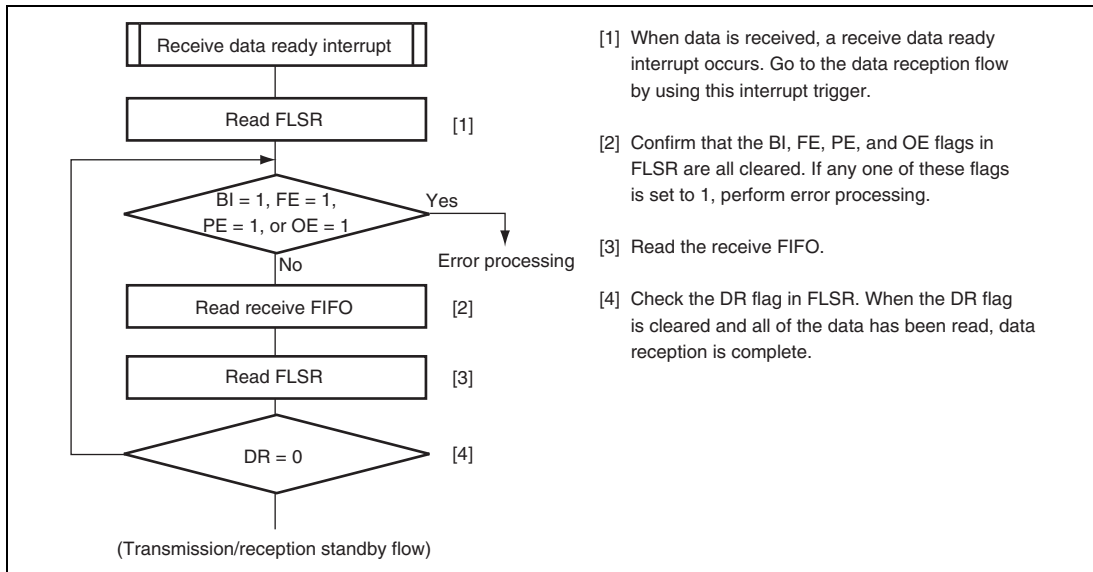 Receive data ready interrupt
Read FLSR
[1]
BI = 1, FE = 1,
PE = 1, or OE = 1
Yes
Error processing
No
Read receive FIFO
[2]
Read FLSR
[3]
DR = 0
[4]
(Transmission/reception standby flow)
[1] When data is received, a receive data ready
interrupt occurs. Go to the data reception flow
by using this interrupt trigger.
[2] Confirm that the BI, FE, PE, and OE flags in
FLSR are all cleared. If any one of these flags
is set to 1, perform error processing.
[3] Read the receive FIFO.
[4] Check the DR flag in FLSR. When the DR flag
is cleared and all of the data has been read, data
reception is complete.